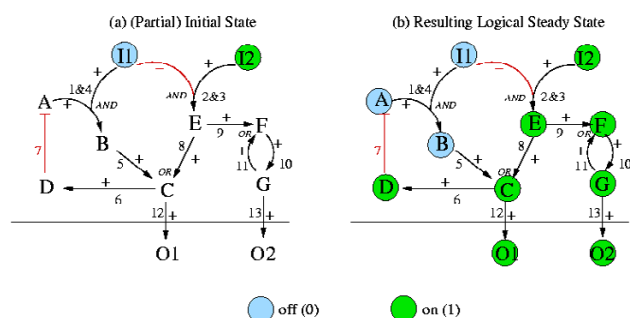 (a) (Partial) Initial State
(b) Resulting Logical Steady State
I1
I2
+
−
+
1&4
A
+
AND
AND
2&3
B
E
+
9
F
OR
5
+
8
+
+
10
+
11
7
D
+
6
OR
C
G
12
+
13
+
O1
O2
I1
I2
+
−
+
1&4
A
+
AND
AND
2&3
B
E
+
9
F
OR
5
+
8
+
+
10
+
11
7
D
+
6
OR
C
G
12
+
13
+
O1
O2
off (0)
on (1)